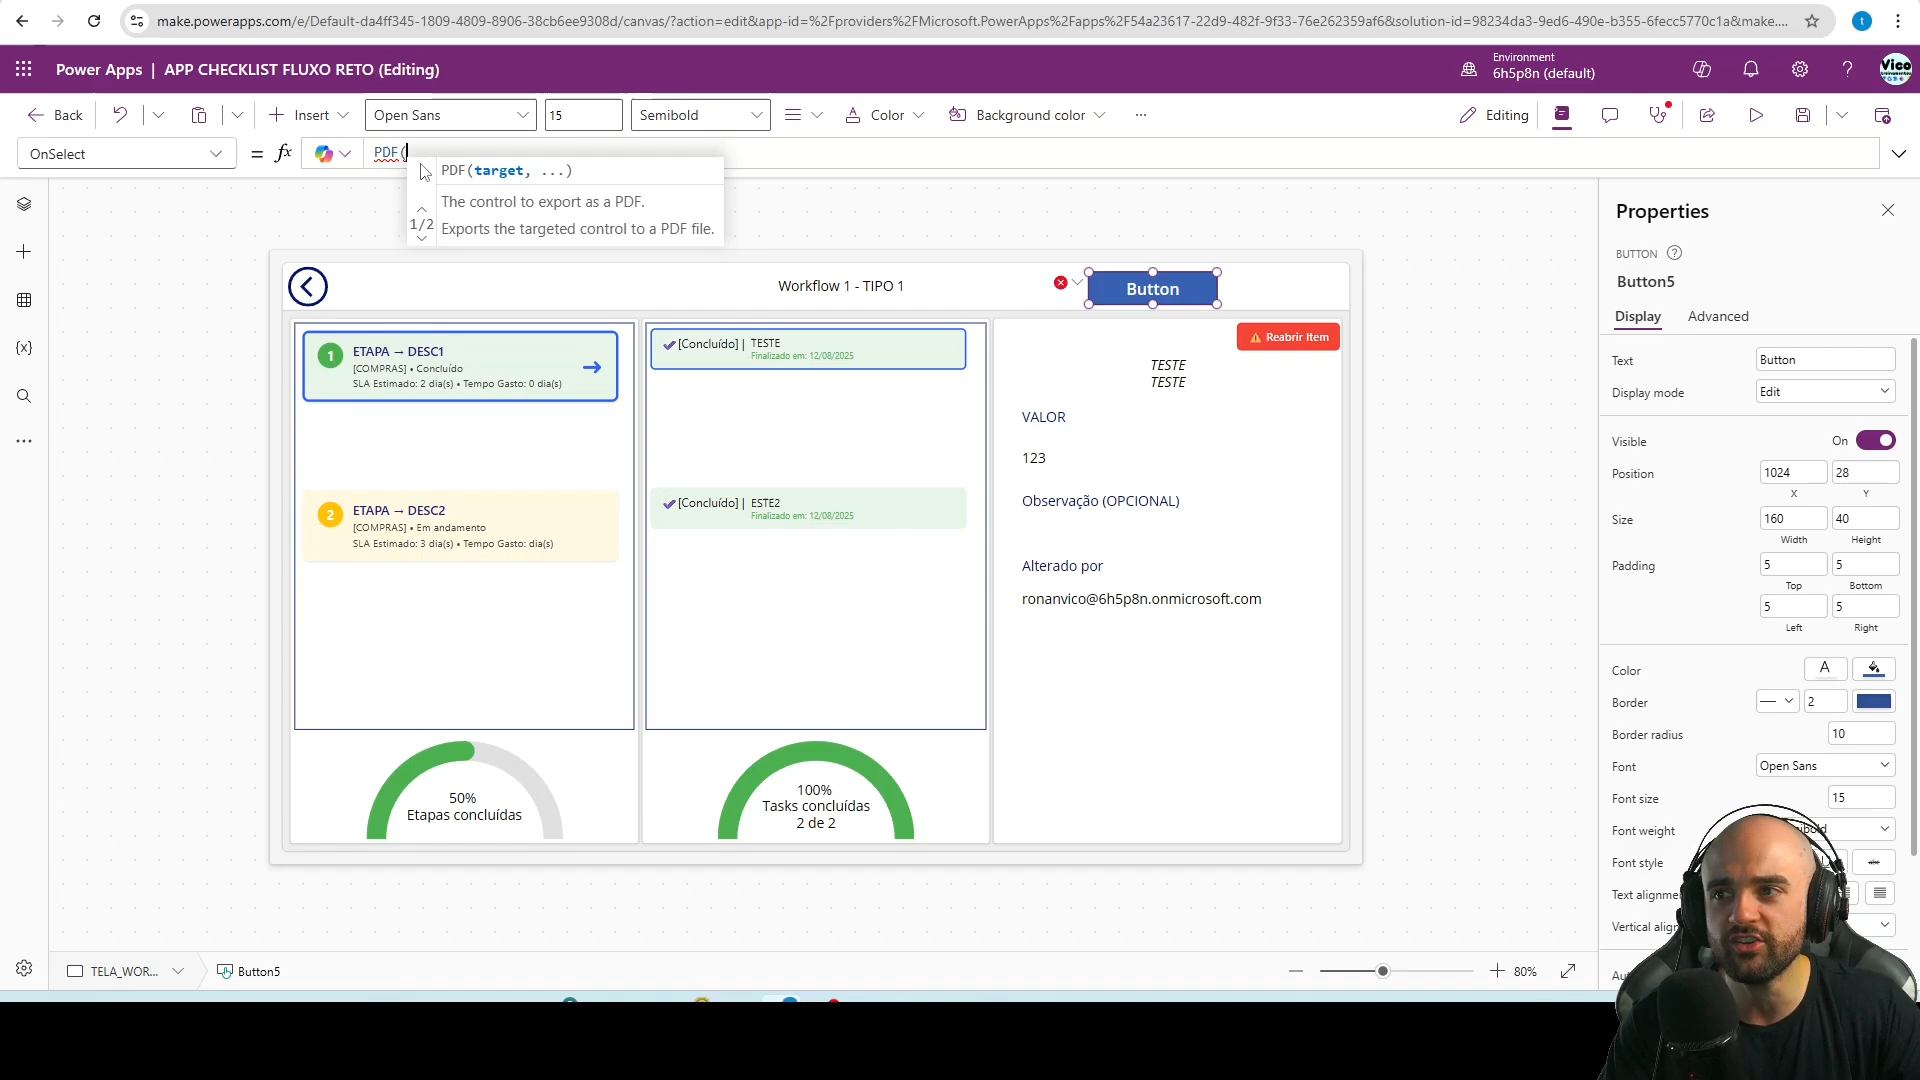 make.powerapps.com/e/Default-da4ff345-1809-4809-8906-38cb6ee9308d/canvas/?action=edit&app-id=%2Fproviders%2FMicrosoft.PowerApps%2Fapps%2F54a23617-22d9-482f-9f33-76e262359af6&solution-id=98234da3-9ed6-490e-b355-6fecc5770c1a&make....
t
Power Apps | APP CHECKLIST FLUXO RETO (Editing)
Environment
6h5p8n (default)
Vico
Back
Insert
Open Sans
15
Semibold
Color
Background color
Editing
OnSelect
= fx
PDF(
PDF(target, ...)
The control to export as a PDF.
1/2
Exports the targeted control to a PDF file.
Workflow 1 - TIPO 1
Button
1
ETAPA → DESC1
[COMPRAS] • Concluído
SLA Estimado: 2 dia(s) • Tempo Gasto: 0 dia(s)
2
ETAPA → DESC2
[COMPRAS] • Em andamento
SLA Estimado: 3 dia(s) • Tempo Gasto: dia(s)
[Concluído] | TESTE
Finalizado em: 12/08/2025
[Concluído] | ESTE2
Finalizado em: 12/08/2025
Reabrir Item
TESTE
TESTE
VALOR
123
Observação (OPCIONAL)
Alterado por
ronanvico@6h5p8n.onmicrosoft.com
50%
Etapas concluídas
100%
Tasks concluídas
2 de 2
Properties
BUTTON
Button5
Display
Advanced
Text
Button
Display mode
Edit
Visible
On
Position
1024
28
X
Y
Size
160
40
Width
Height
Padding
5
5
Top
Bottom
5
5
Left
Right
Color
A
Border
2
Border radius
10
Font
Open Sans
Font size
15
Font weight
Font style
Text alignme
Vertical align
TELA_WOR...
Button5
80%